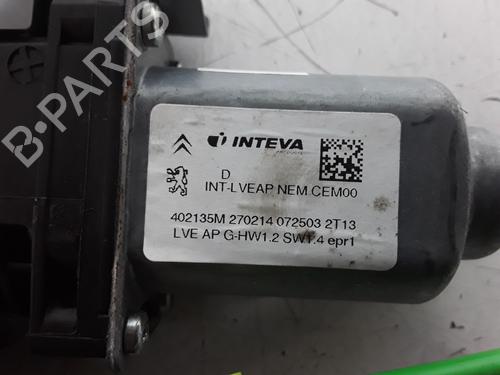 B-PARTS
INTEVA
D
INT-LVEAP NEM CEM00
402135M 270214 072503 2T13
LVE AP G-HW1.2 SW1.4 epr1